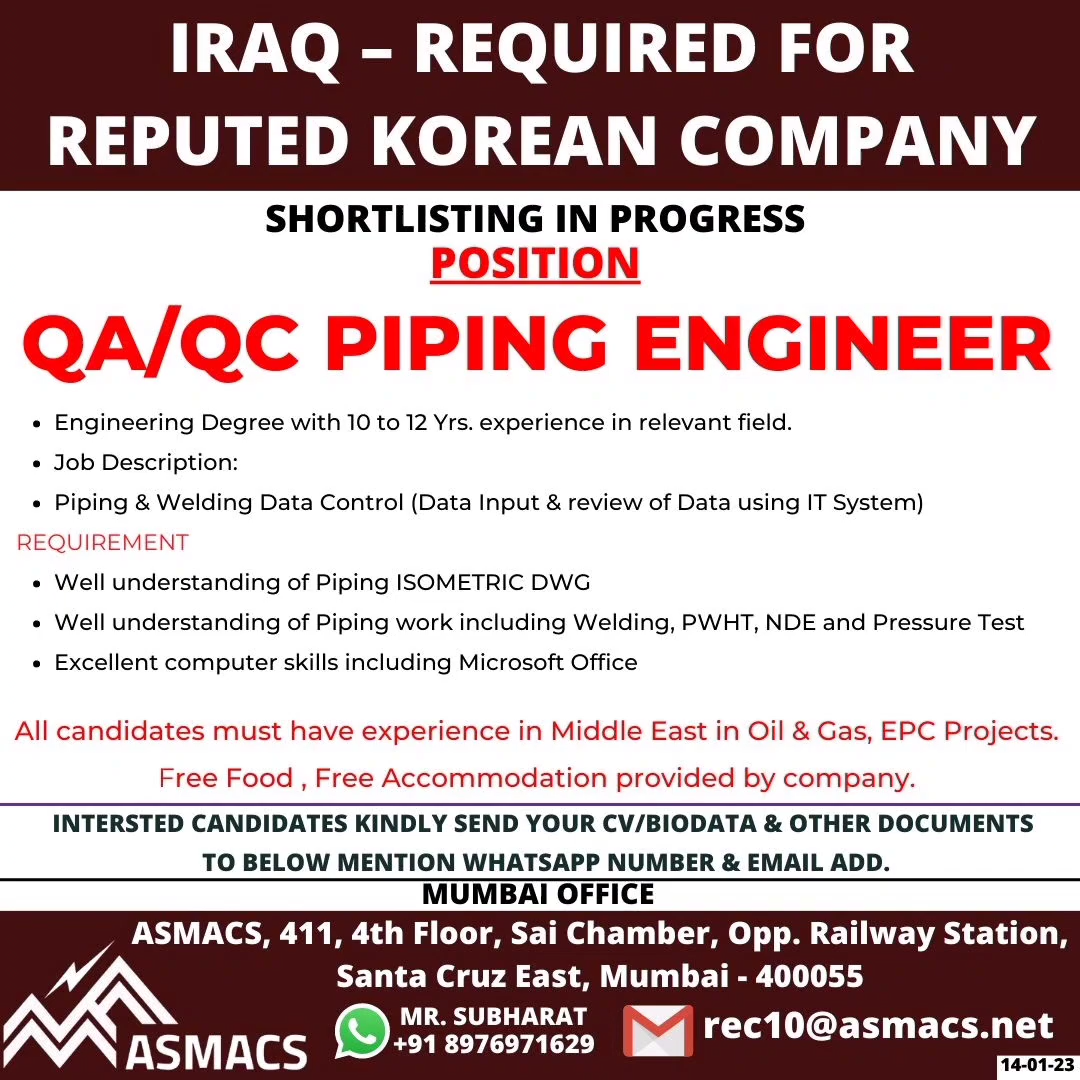 IRAQ – REQUIRED FOR
REPUTED KOREAN COMPANY
SHORTLISTING IN PROGRESS
POSITION
QA/QC PIPING ENGINEER
• Engineering Degree with 10 to 12 Yrs. experience in relevant field.
• Job Description:
• Piping & Welding Data Control (Data Input & review of Data using IT System)
REQUIREMENT
• Well understanding of Piping ISOMETRIC DWG
• Well understanding of Piping work including Welding, PWHT, NDE and Pressure Test
• Excellent computer skills including Microsoft Office
All candidates must have experience in Middle East in Oil & Gas, EPC Projects.
Free Food , Free Accommodation provided by company.
INTERSTED CANDIDATES KINDLY SEND YOUR CV/BIODATA & OTHER DOCUMENTS
TO BELOW MENTION WHATSAPP NUMBER & EMAIL ADD.
MUMBAI OFFICE
ASMACS, 411, 4th Floor, Sai Chamber, Opp. Railway Station,
Santa Cruz East, Mumbai - 400055
ASMACS
MR. SUBHARAT
+91 8976971629
rec10@asmacs.net
14-01-23